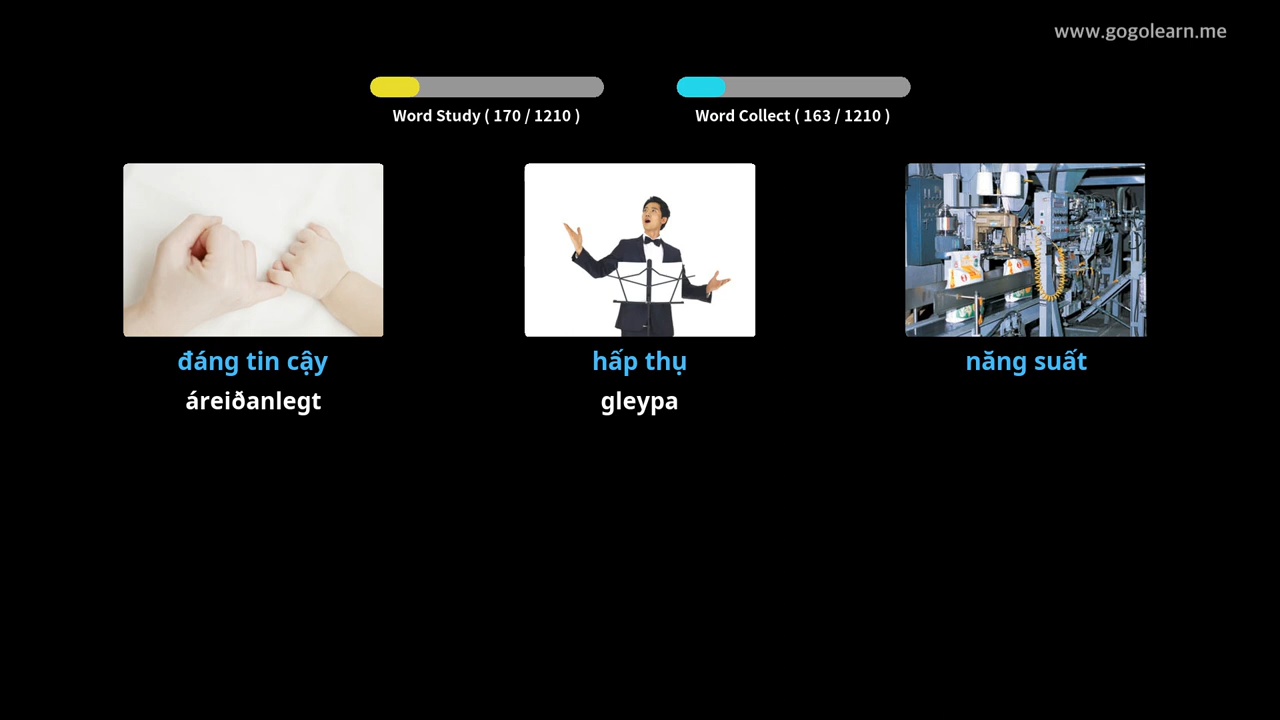 www.gogolearn.me
Word Study ( 170 / 1210 )
Word Collect ( 163 / 1210 )
đáng tin cậy
áreiðanlegt
hấp thụ
gleypa
năng suất